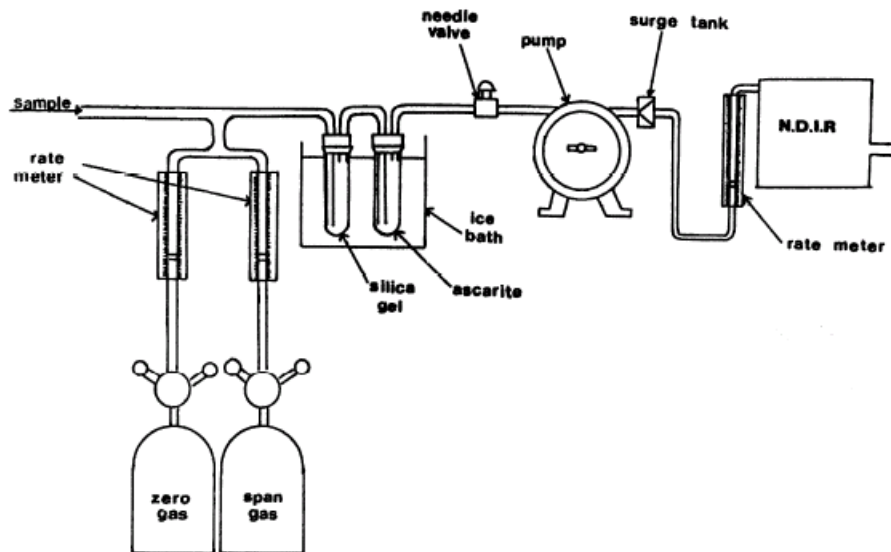 needle
valve
pump
surge tank
sample
N.D.I.R
rate
meter
ice
bath
rate meter
silica
gel
ascarite
zero
gas
span
gas